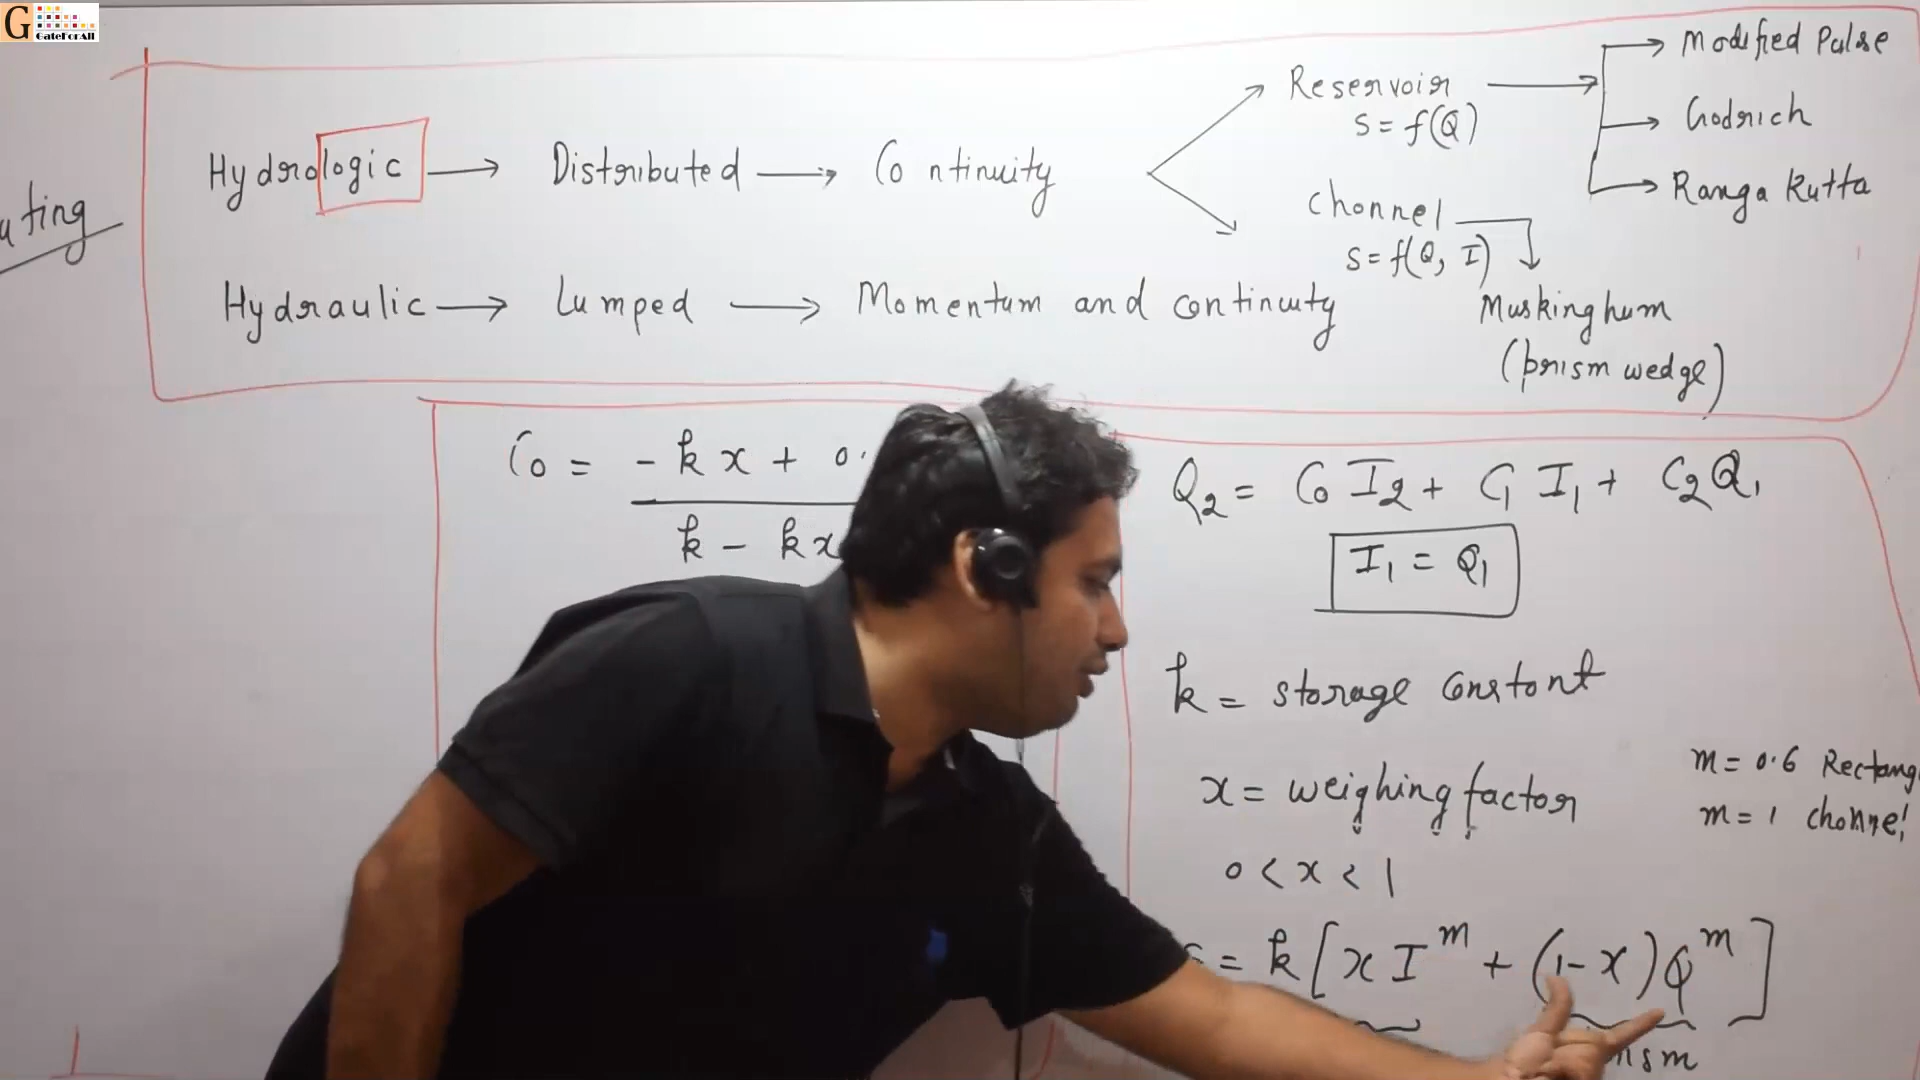 G GateForAll
uting
Hydrologic → Distributed → Continuity
Reservoir
S = f(Q)
Modified Pulse
Godrich
Ranga Kutta
Channel
S = f(Q, I)
Muskinghum
(prism wedge)
Hydraulic → Lumped → Momentum and continuity
C0 = -kx + 0.
k - kx
Q2 = C0 I2 + C1 I1 + C2 Q1
I1 = Q1
k = storage constant
x = weighing factor
m = 0.6 Rectang
m = 1 channel
0 < x < 1
= k [x I^m + (1-x) Q^m]